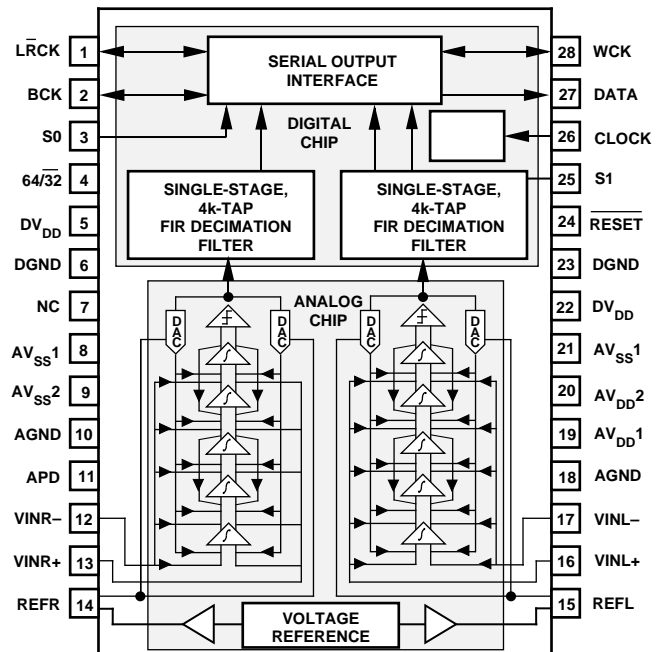 LRCK 1
28 WCK
SERIAL OUTPUT
INTERFACE
BCK 2
27 DATA
DIGITAL
CHIP
S0 3
26 CLOCK
64/32 4
25 S1
SINGLE-STAGE,
4k-TAP
FIR DECIMATION
FILTER
SINGLE-STAGE,
4k-TAP
FIR DECIMATION
FILTER
DVDD 5
24 RESET
DGND 6
23 DGND
NC 7
22 DVDD
ANALOG
CHIP
DAC
DAC
DAC
DAC
∫
∫
∫
∫
∫
∫
∫
∫
∫
∫
AVSS1 8
21 AVSS1
AVSS2 9
20 AVDD2
AGND 10
19 AVDD1
APD 11
18 AGND
VINR– 12
17 VINL–
VINR+ 13
16 VINL+
REFR 14
15 REFL
VOLTAGE
REFERENCE